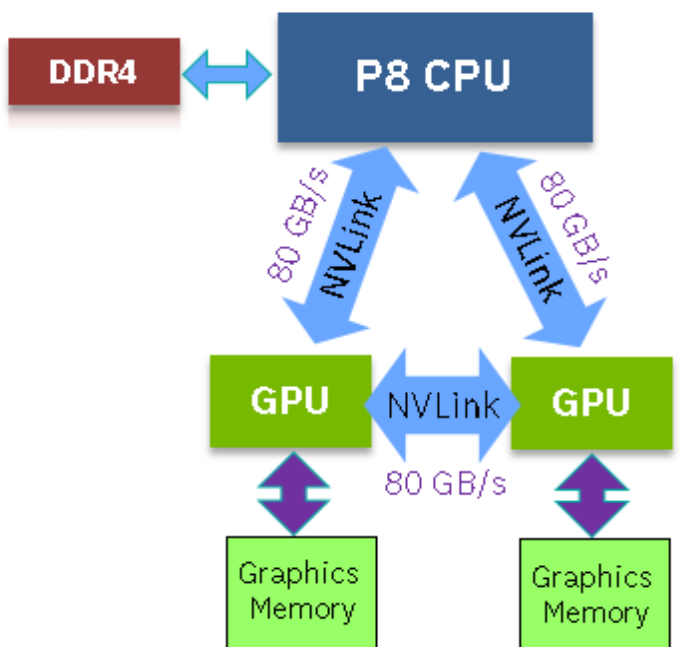 DDR4
P8 CPU
80 GB/s
NVLink
NVLink
80 GB/s
GPU
NVLink
GPU
80 GB/s
Graphics
Memory
Graphics
Memory